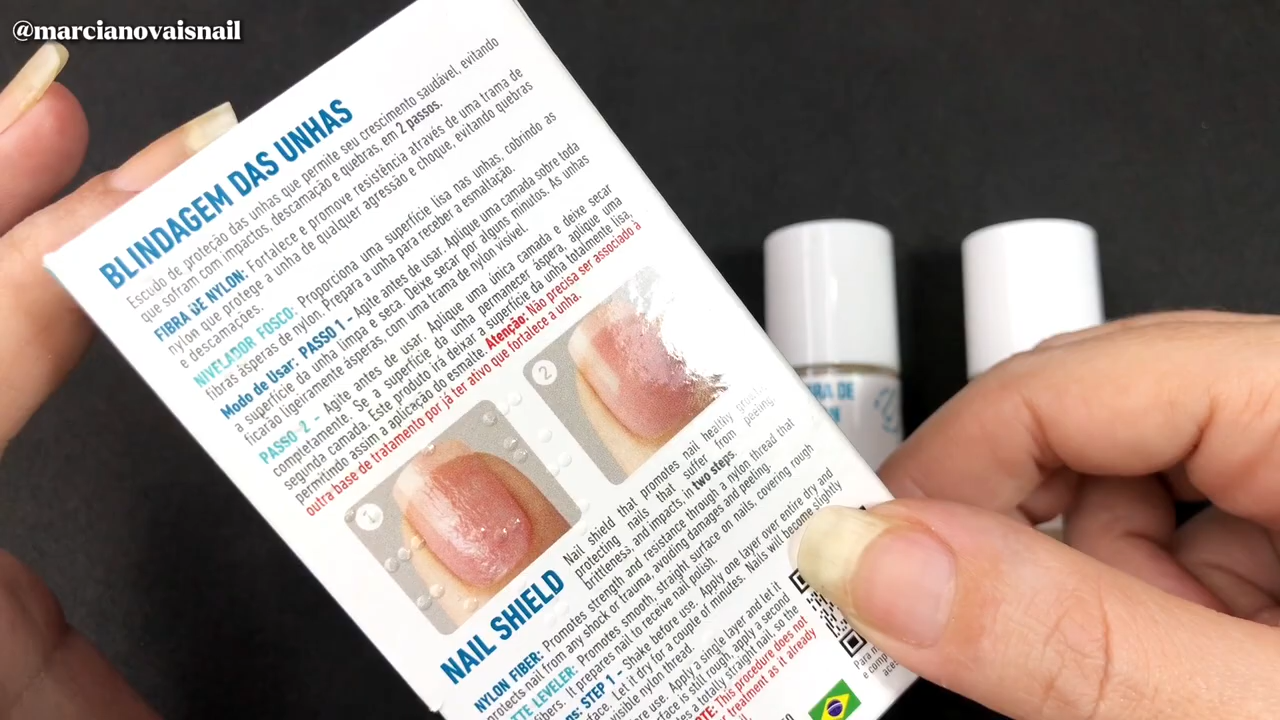 @marcianovaisnail
BLINDAGEM DAS UNHAS
Escudo de proteção das unhas que permite seu crescimento saudável, evitando
que sofram com impactos, descamação e quebras, em 2 passos.
FIBRA DE NYLON: Fortalece e promove resistência através de uma trama de
nylon que protege a unha de qualquer agressão e choque, evitando quebras
e descamações.
NIVELADOR FOSCO: Proporciona uma superfície lisa nas unhas, cobrindo as
fibras ásperas de nylon. Prepara a unha para receber a esmaltação.
Modo de Usar: PASSO 1 - Agite antes de usar. Aplique uma camada sobre toda
a superfície da unha limpa e seca. Deixe secar por alguns minutos. As unhas
ficarão ligeiramente ásperas, com uma trama de nylon visível.
PASSO 2 - Agite antes de usar. Aplique uma única camada e deixe secar
completamente. Se a superfície da unha permanecer áspera, aplique uma
segunda camada. Este produto irá deixar a superfície da unha totalmente lisa,
permitindo assim a aplicação do esmalte. Atenção: Não precisa ser associado à
outra base de tratamento por já ter ativo que fortalece a unha.
1
2
NAIL SHIELD
Nail shield that promotes nail healthy
protecting nails that suffer from peeling,
brittleness, and impacts, in two steps.
NYLON FIBER: Promotes strength and resistance through a nylon thread that
protects nail from any shock or trauma, avoiding damages and peeling.
TTE LEVELER: Promotes smooth, straight surface on nails, covering rough
fibers. It prepares nail to receive nail polish.
STEP 1 - Shake before use. Apply one layer over entire dry and
face. Let it dry for a couple of minutes. Nails will become slightly
visible nylon thread.
ore use. Apply a single layer and let it
face is still rough, apply a second
a totally straight nail, so the
NOTE: This procedure does not
r treatment as it already
Para
e
FIBRA DE